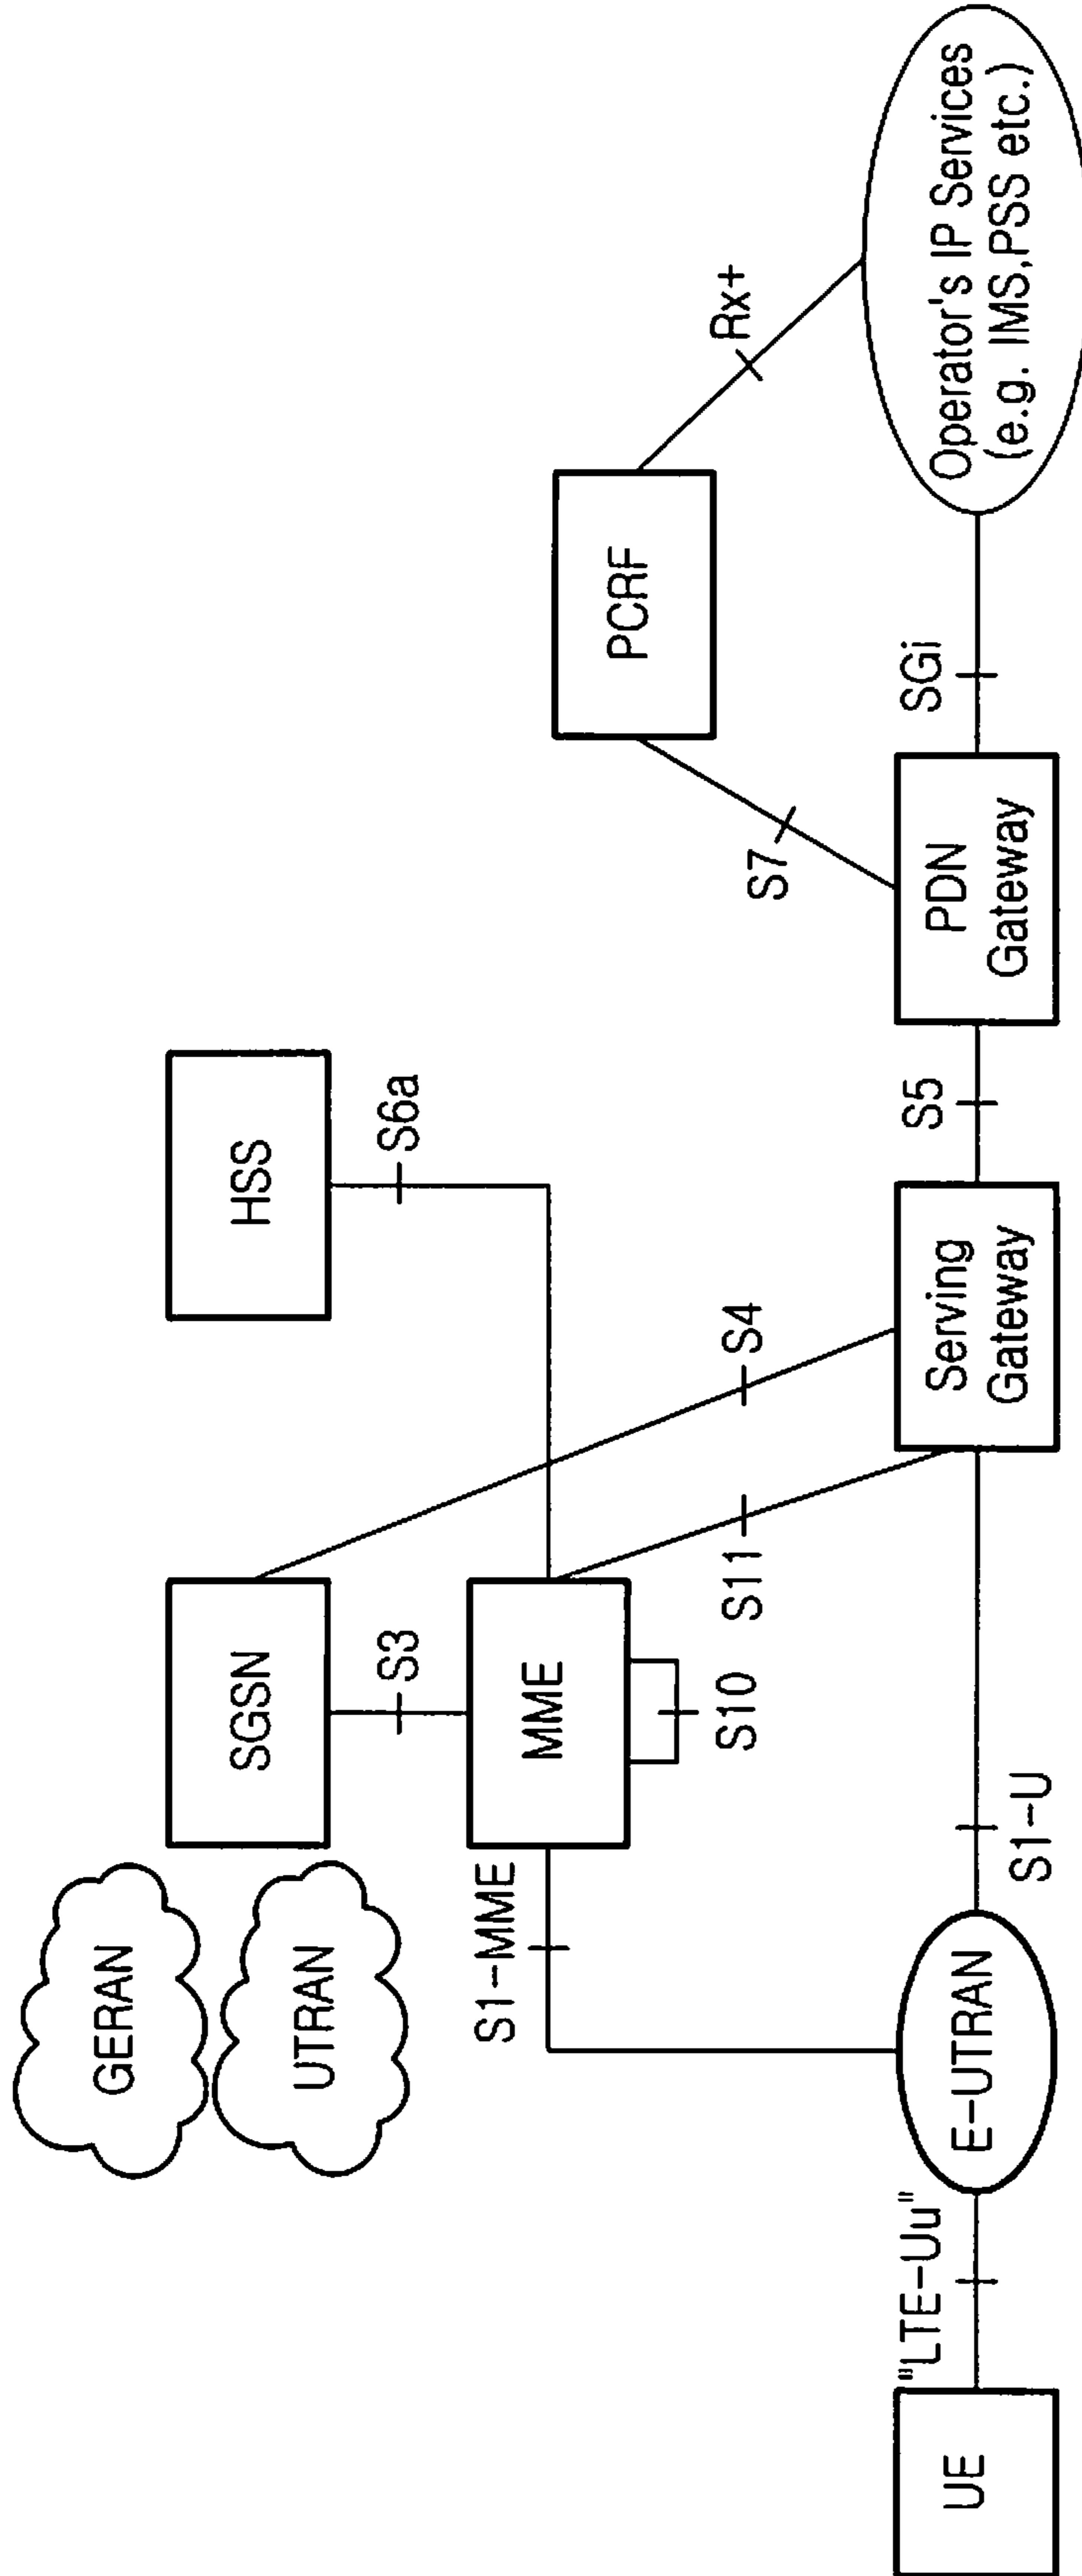 GERAN
UTRAN
SGSN
HSS
S3
S6a
S1-MME
MME
PCRF
S10
S11
S4
S7
Rx+
"LTE-Uu"
UE
E-UTRAN
S1-U
Serving
Gateway
S5
PDN
Gateway
SGi
Operator's IP Services
(e.g. IMS,PSS etc.)